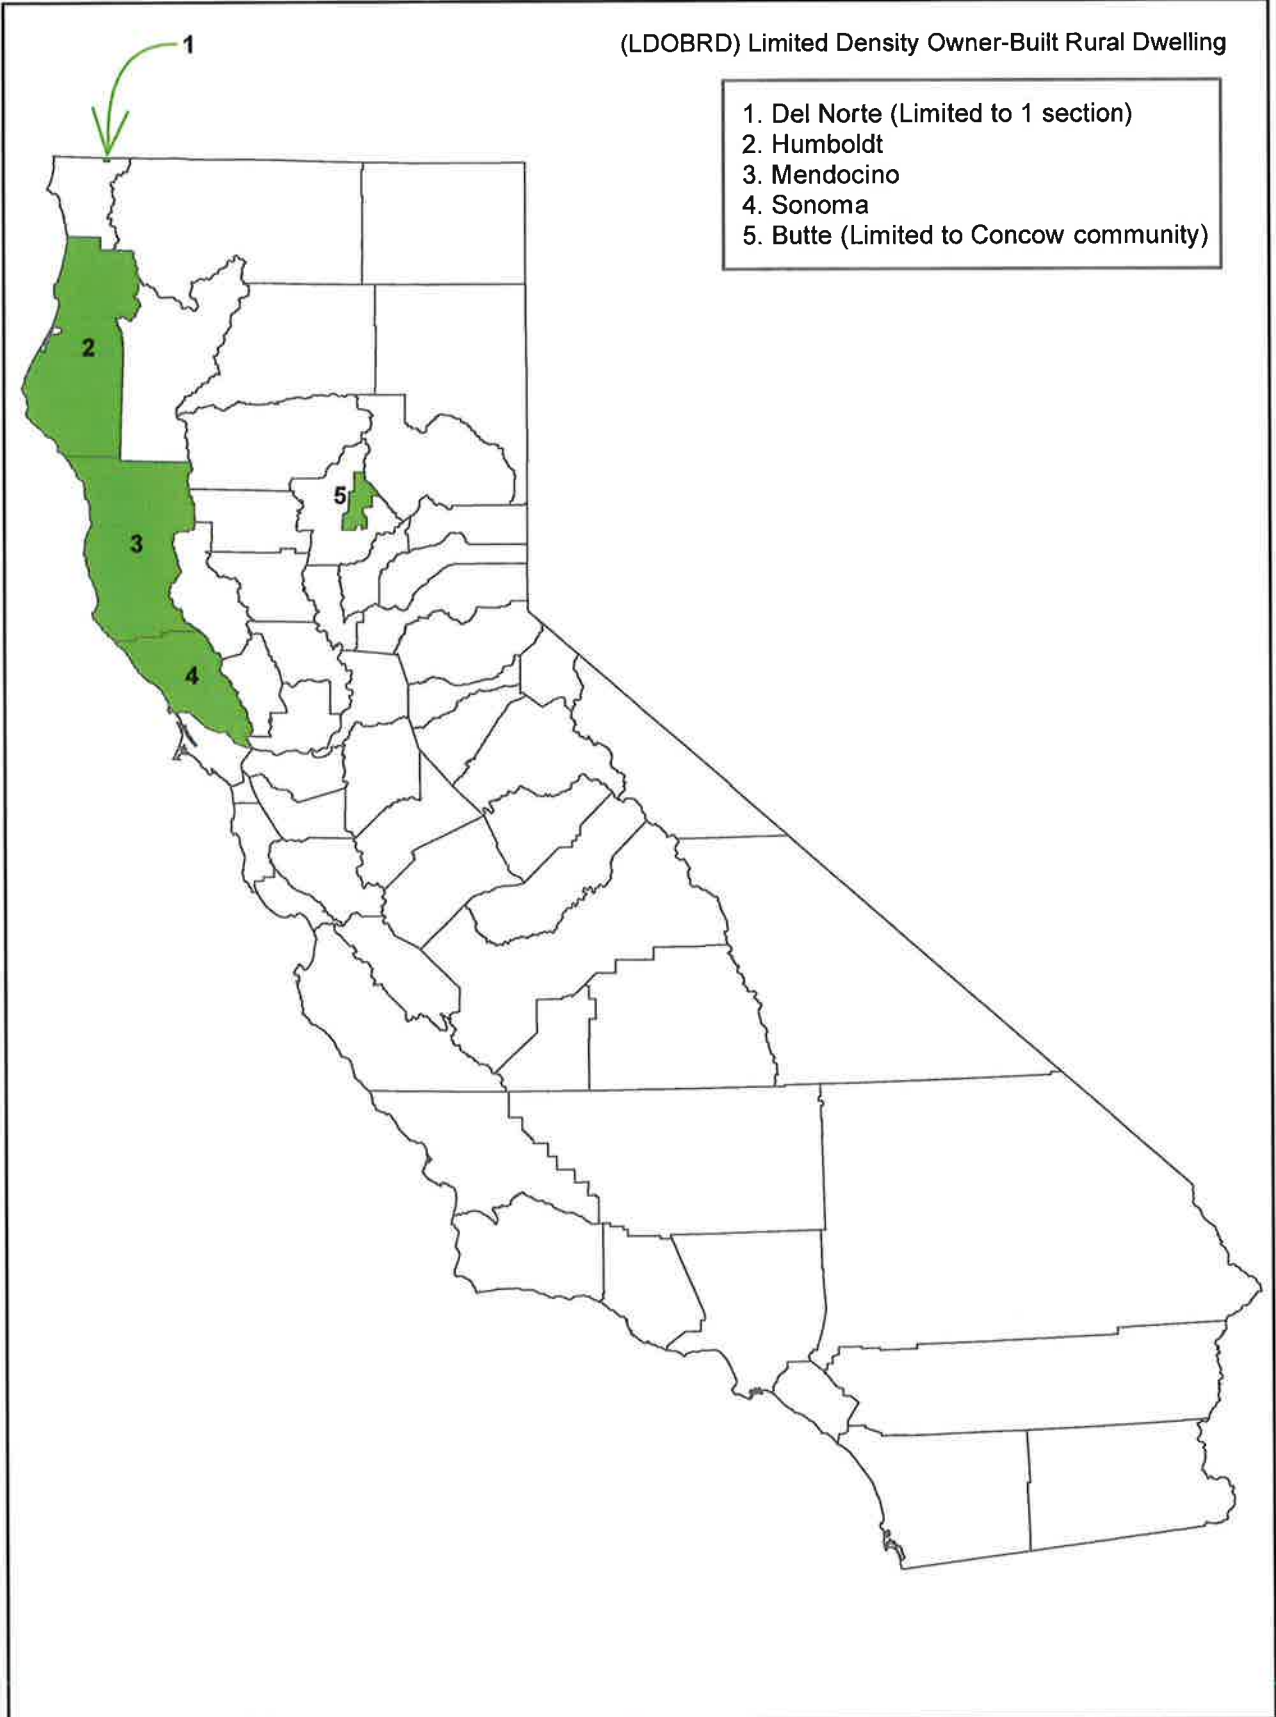 1
(LDOBRD) Limited Density Owner-Built Rural Dwelling
1. Del Norte (Limited to 1 section)
2. Humboldt
3. Mendocino
4. Sonoma
5. Butte (Limited to Concow community)
2
5
3
4